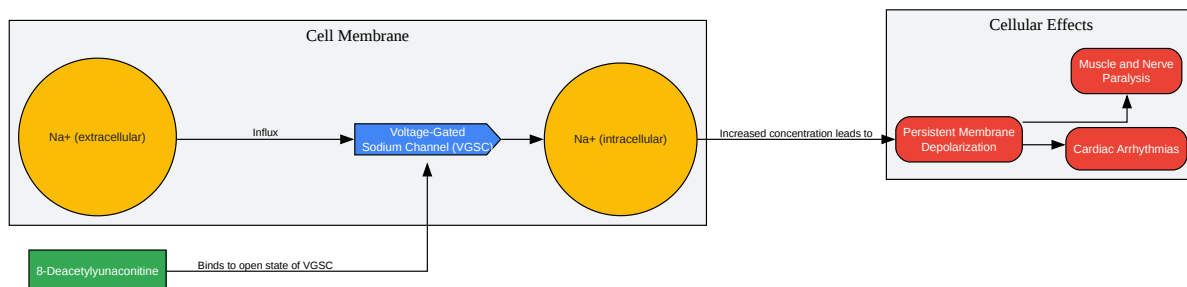 Cell Membrane
Cellular Effects
Na+ (extracellular)
Influx
Voltage-Gated
Sodium Channel (VGSC)
Na+ (intracellular)
Increased concentration leads to
Persistent Membrane
Depolarization
Muscle and Nerve
Paralysis
Cardiac Arrhythmias
8-Deacetylyunaconitine
Binds to open state of VGSC